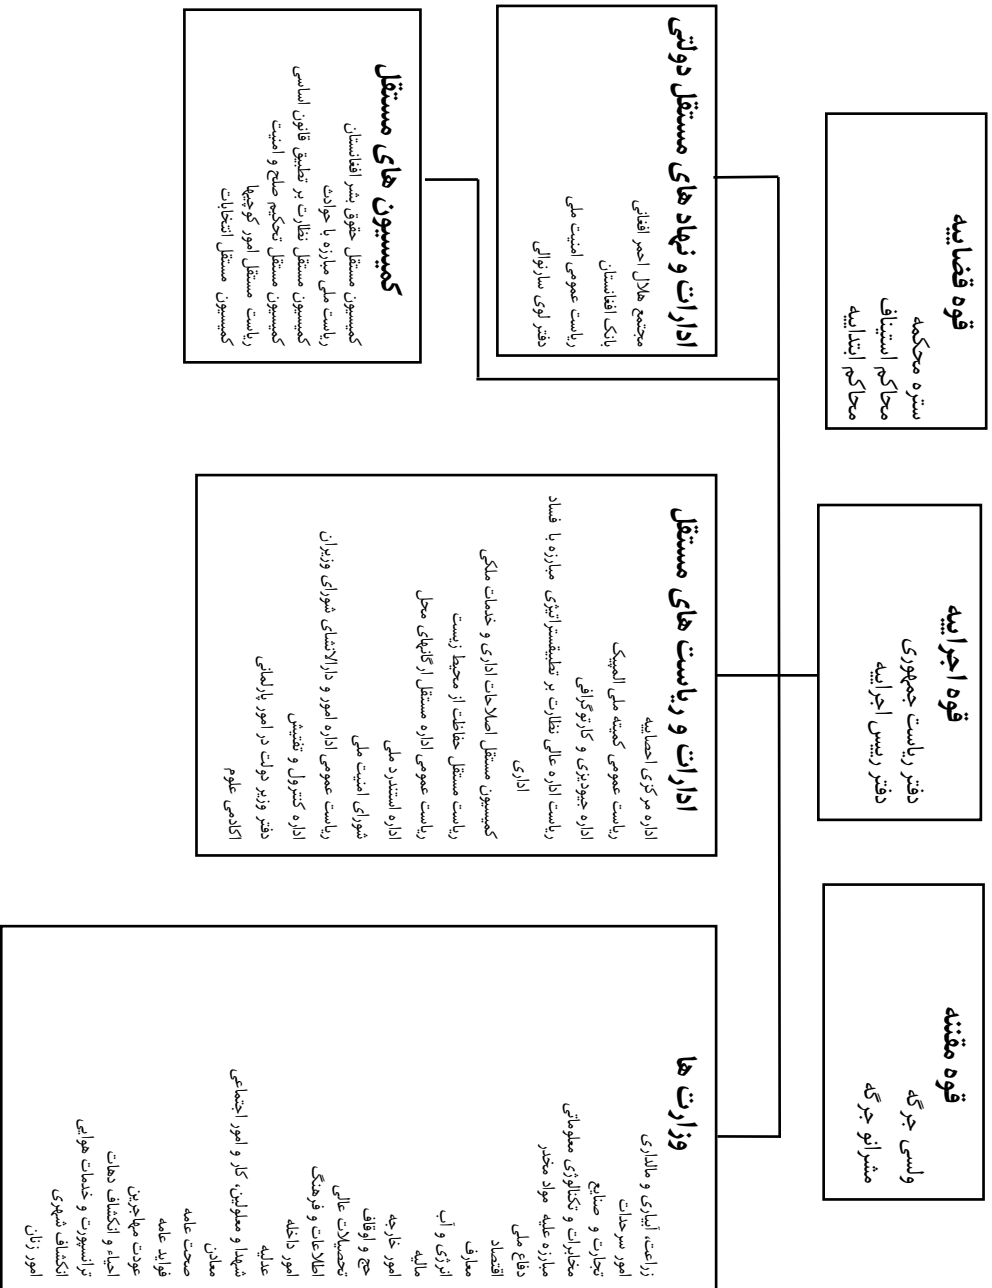 قوه مقننه
ولسی جرگه
مشرانو جرگه
قوه اجراییه
دفتر ریاست جمهوری
دفتر رییس اجراییه
قوه قضاییه
ستره محکمه
محاکم استیناف
محاکم ابتداییه
وزارت ها
زراعت، آبیاری و مالداری
امور سرحدات
تجارت و صنایع
مخابرات و تکنالوژی معلوماتی
مبارزه علیه مواد مخدر
دفاع ملی
اقتصاد
معارف
انرژی و آب
مالیه
امور خارجه
حج و اوقاف
تحصیلات عالی
اطلاعات و فرهنگ
امور داخله
عدلیه
شهدا و معلولین، کار و امور اجتماعی
معادن
صحت عامه
فواید عامه
عودت مهاجرین
احیاء و انکشاف دهات
ترانسپورت و خدمات هوایی
انکشاف شهری
امور زنان
ادارات و ریاست های مستقل
اداره مرکزی احصاییه
ریاست عمومی کمیته ملی المپیک
اداره جیودیزی و کارتوگرافی
ریاست اداره عالی نظارت بر تطبیقستراتیژی مبارزه با فساد
اداری
کمیسیون مستقل اصلاحات اداری و خدمات ملکی
ریاست مستقل حفاظت از محیط زیست
ریاست عمومی اداره مستقل ارگانهای محل
اداره استندرد ملی
شورای امنیت ملی
ریاست عمومی اداره امور و دارالانشای شورای وزیران
اداره کنترول و تفتیش
دفتر وزیر دولت در امور پارلمانی
اکادمی علوم
ادارات و نهاد های مستقل دولتی
مجتمع هلال احمر افغانی
بانک افغانستان
ریاست عمومی امنیت ملی
دفتر لوی سارنوالی
کمیسیون های مستقل
کمیسیون مستقل حقوق بشر افغانستان
ریاست ملی مبارزه با حوادث
کمیسیون مستقل نظارت بر تطبیق قانون اساسی
کمیسیون مستقل تحکیم صلح و امنیت
ریاست مستقل امور کوچیها
کمیسیون مستقل انتخابات